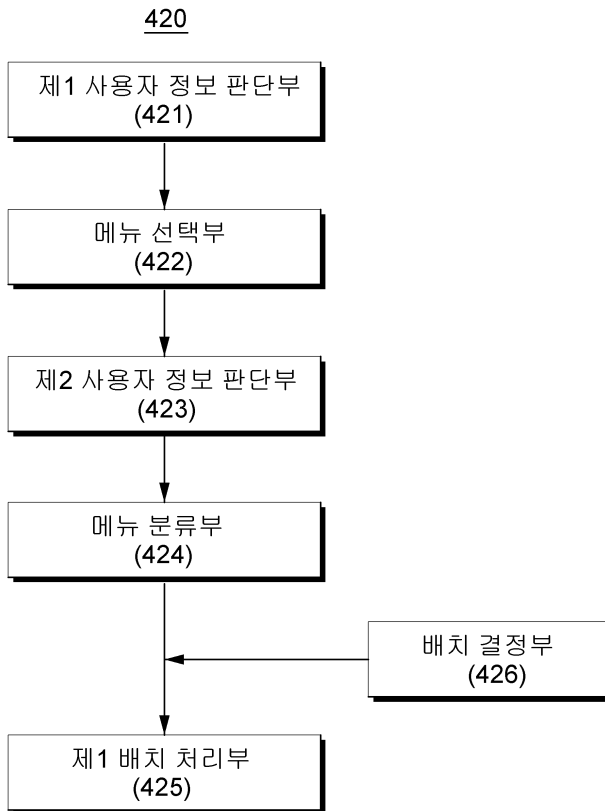 420
제1 사용자 정보 판단부
(421)
메뉴 선택부
(422)
제2 사용자 정보 판단부
(423)
메뉴 분류부
(424)
배치 결정부
(426)
제1 배치 처리부
(425)